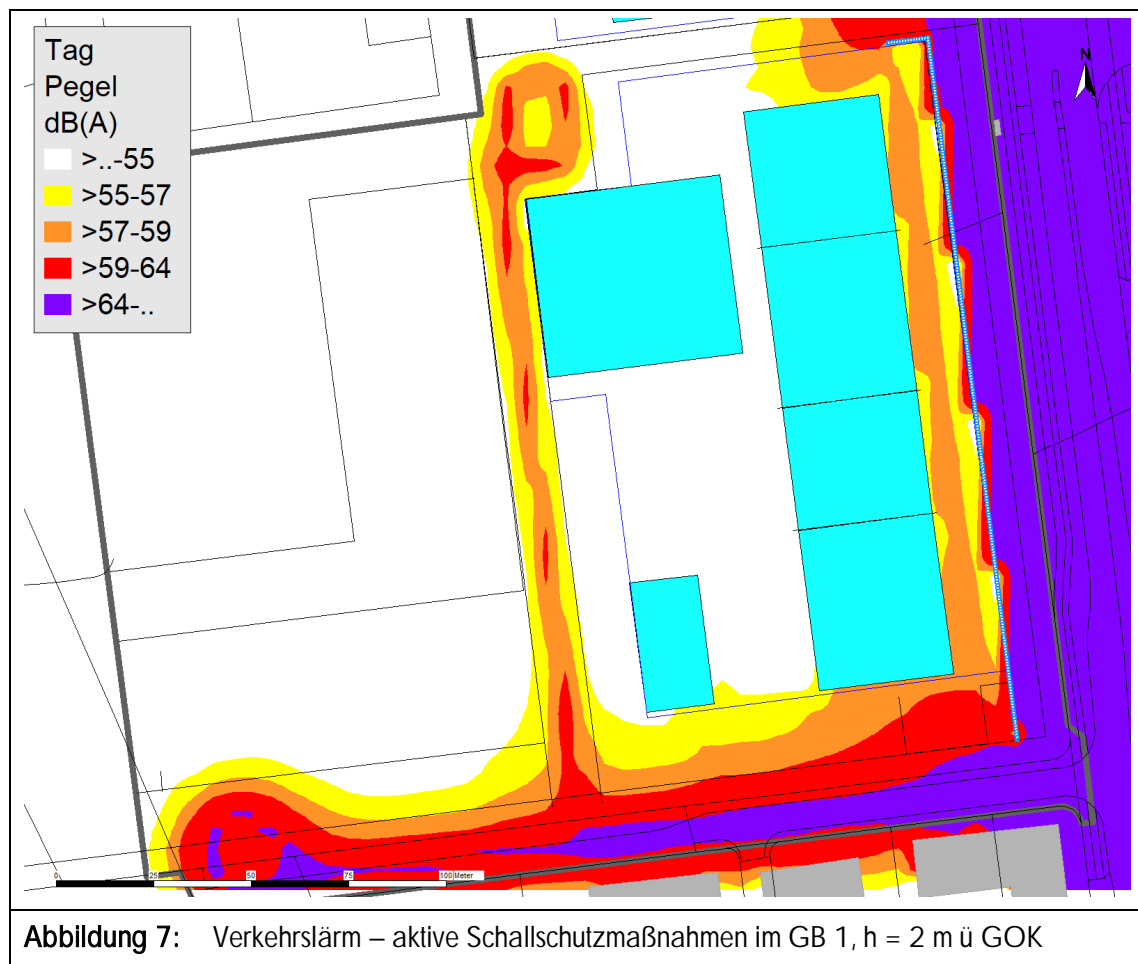 Tag
Pegel
dB(A)
>..-55
>55-57
>57-59
>59-64
>64-..
N
0 25 50 75 100 Meter
Abbildung 7: Verkehrslärm – aktive Schallschutzmaßnahmen im GB 1, h = 2 m ü GOK